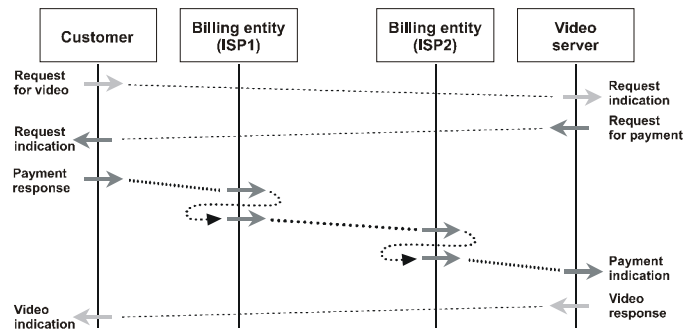 Customer
Billing entity
(ISP1)
Billing entity
(ISP2)
Video
server
Request
for video
Request
indication
Request
indication
Request
for payment
Payment
response
Payment
indication
Video
indication
Video
response